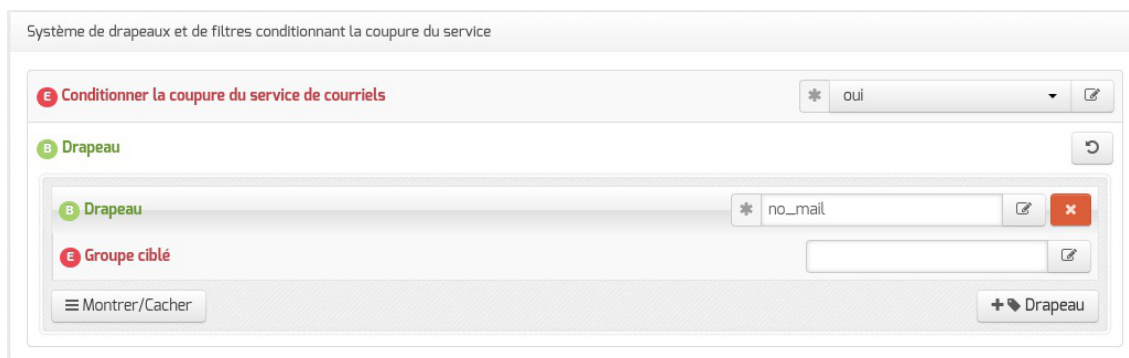 Système de drapeaux et de filtres conditionnant la coupure du service
E Conditionner la coupure du service de courriels * oui
B Drapeau
B Drapeau * no_mail
E Groupe ciblé
Montrer/Cacher + Drapeau